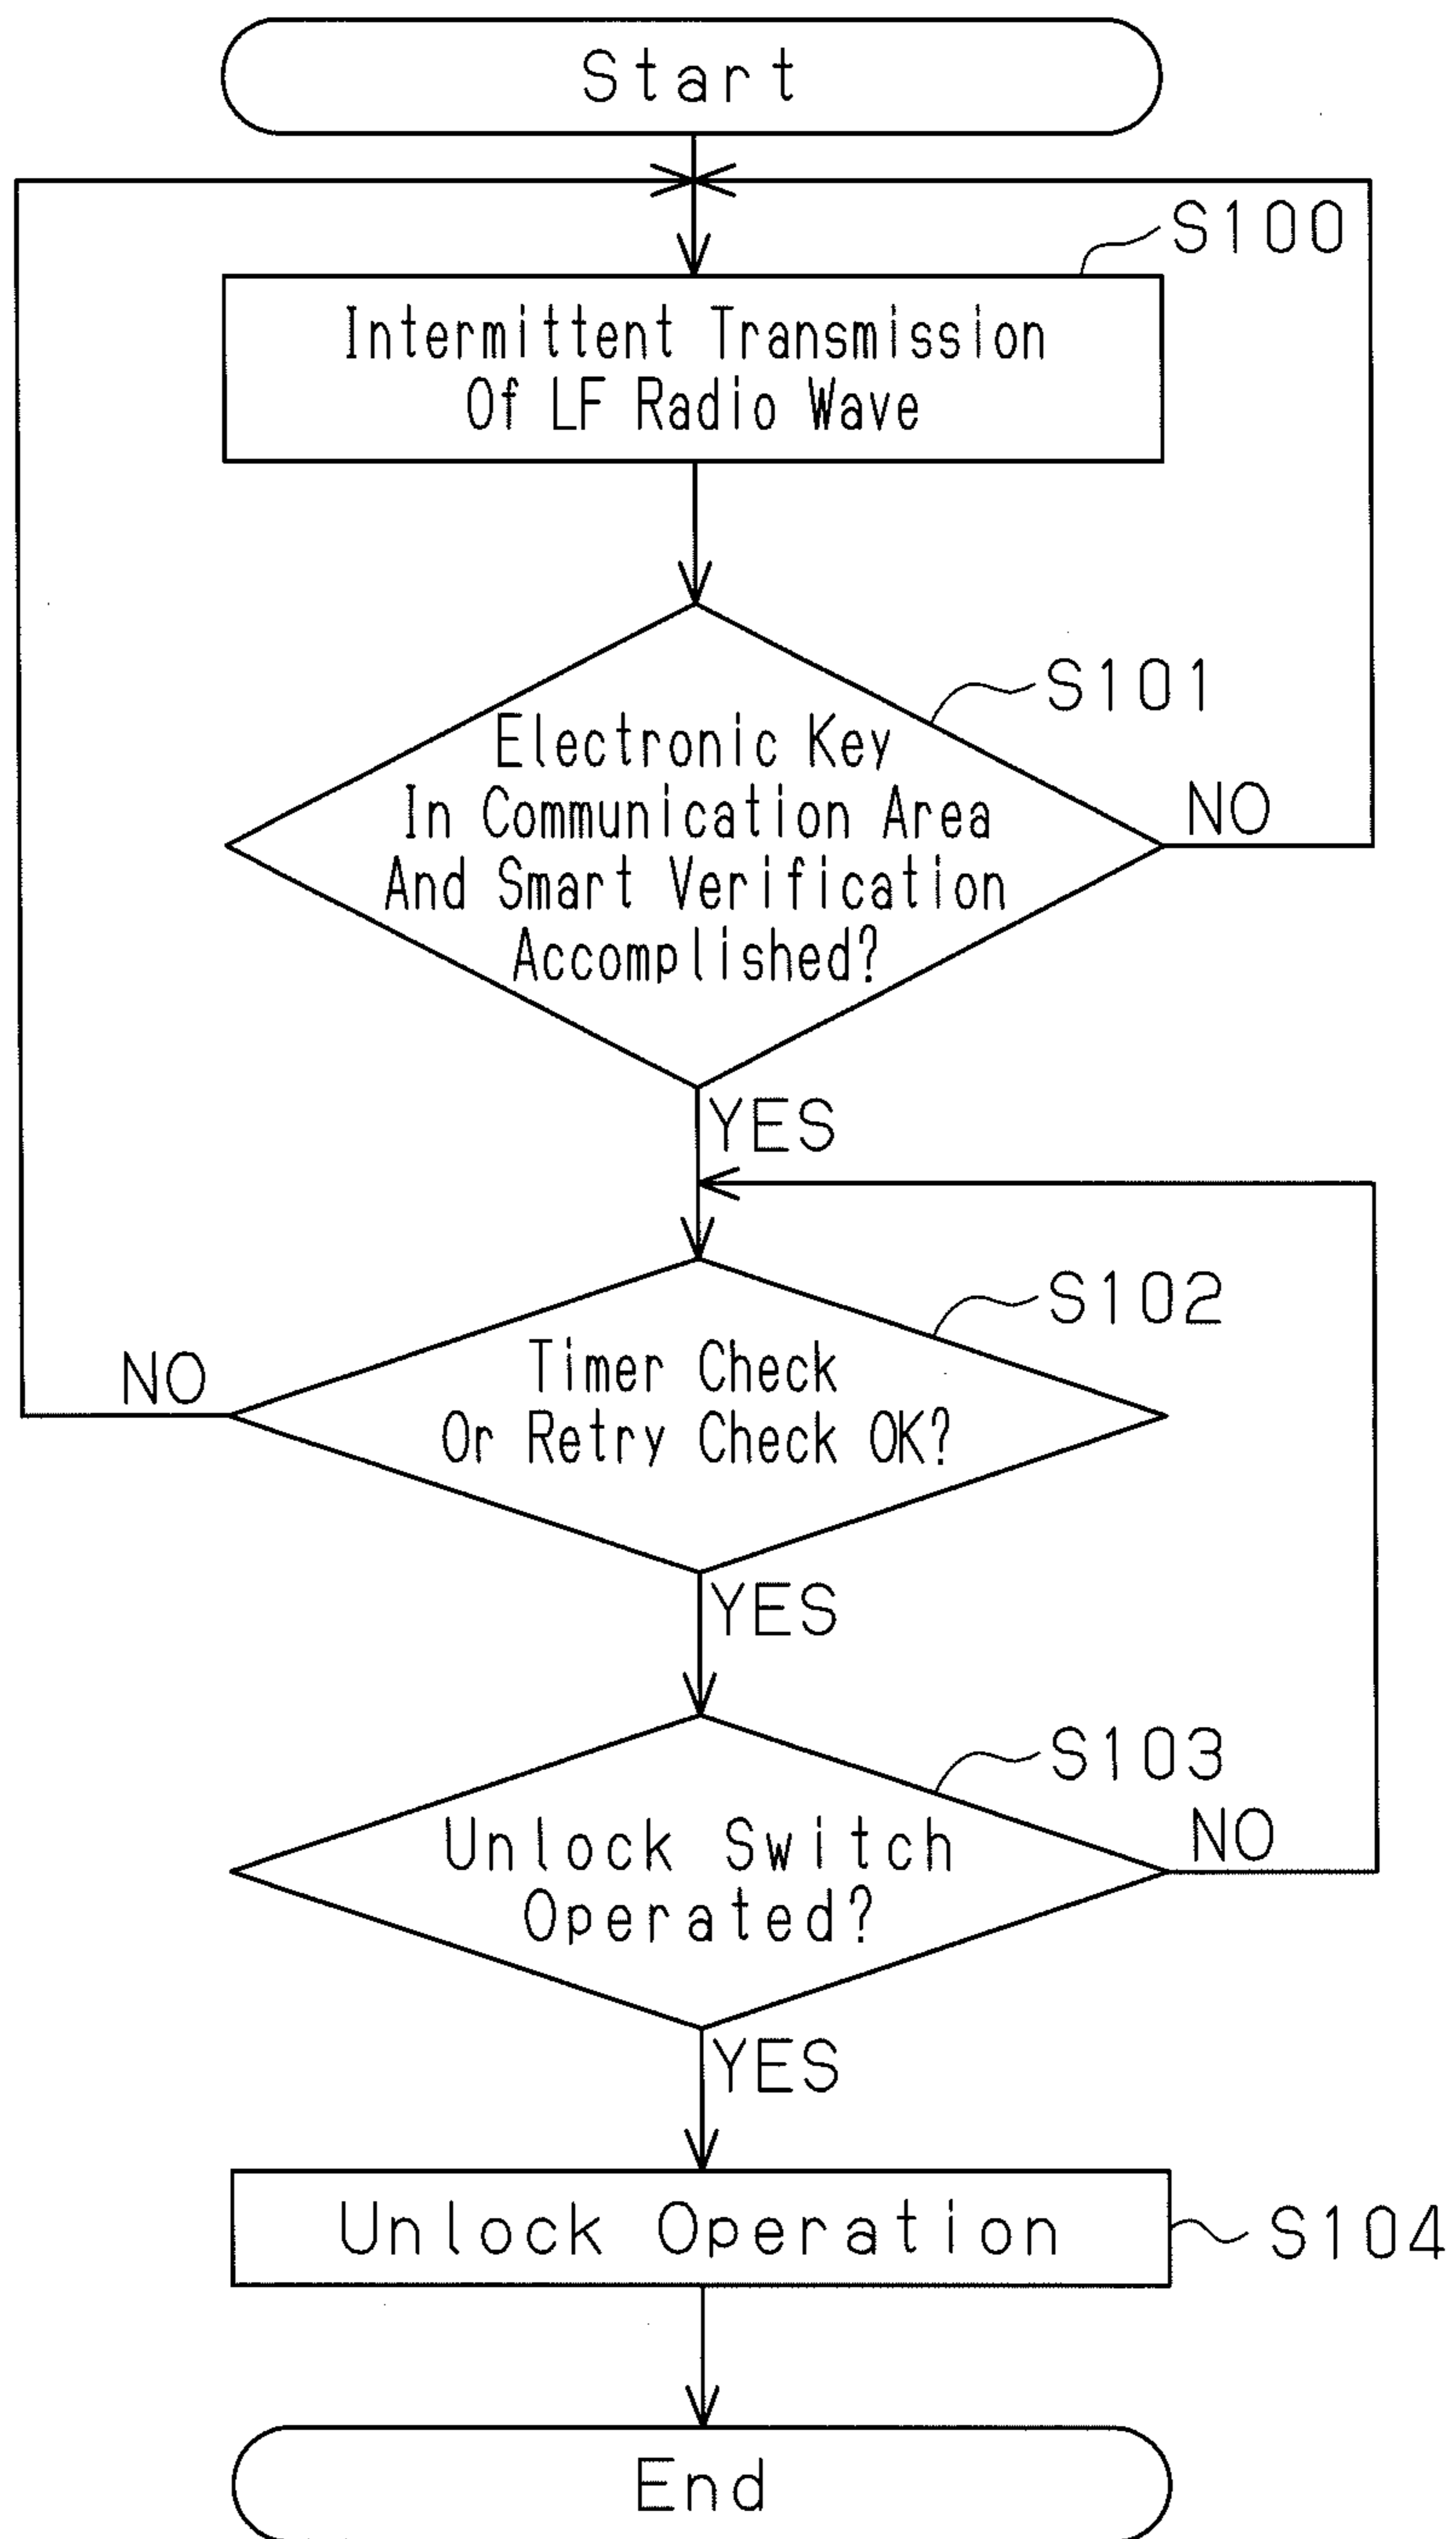 Start
S100
Intermittent Transmission
Of LF Radio Wave
S101
Electronic Key
In Communication Area
And Smart Verification
Accomplished?
NO
YES
S102
Timer Check
Or Retry Check OK?
NO
YES
S103
Unlock Switch
Operated?
NO
YES
Unlock Operation
S104
End